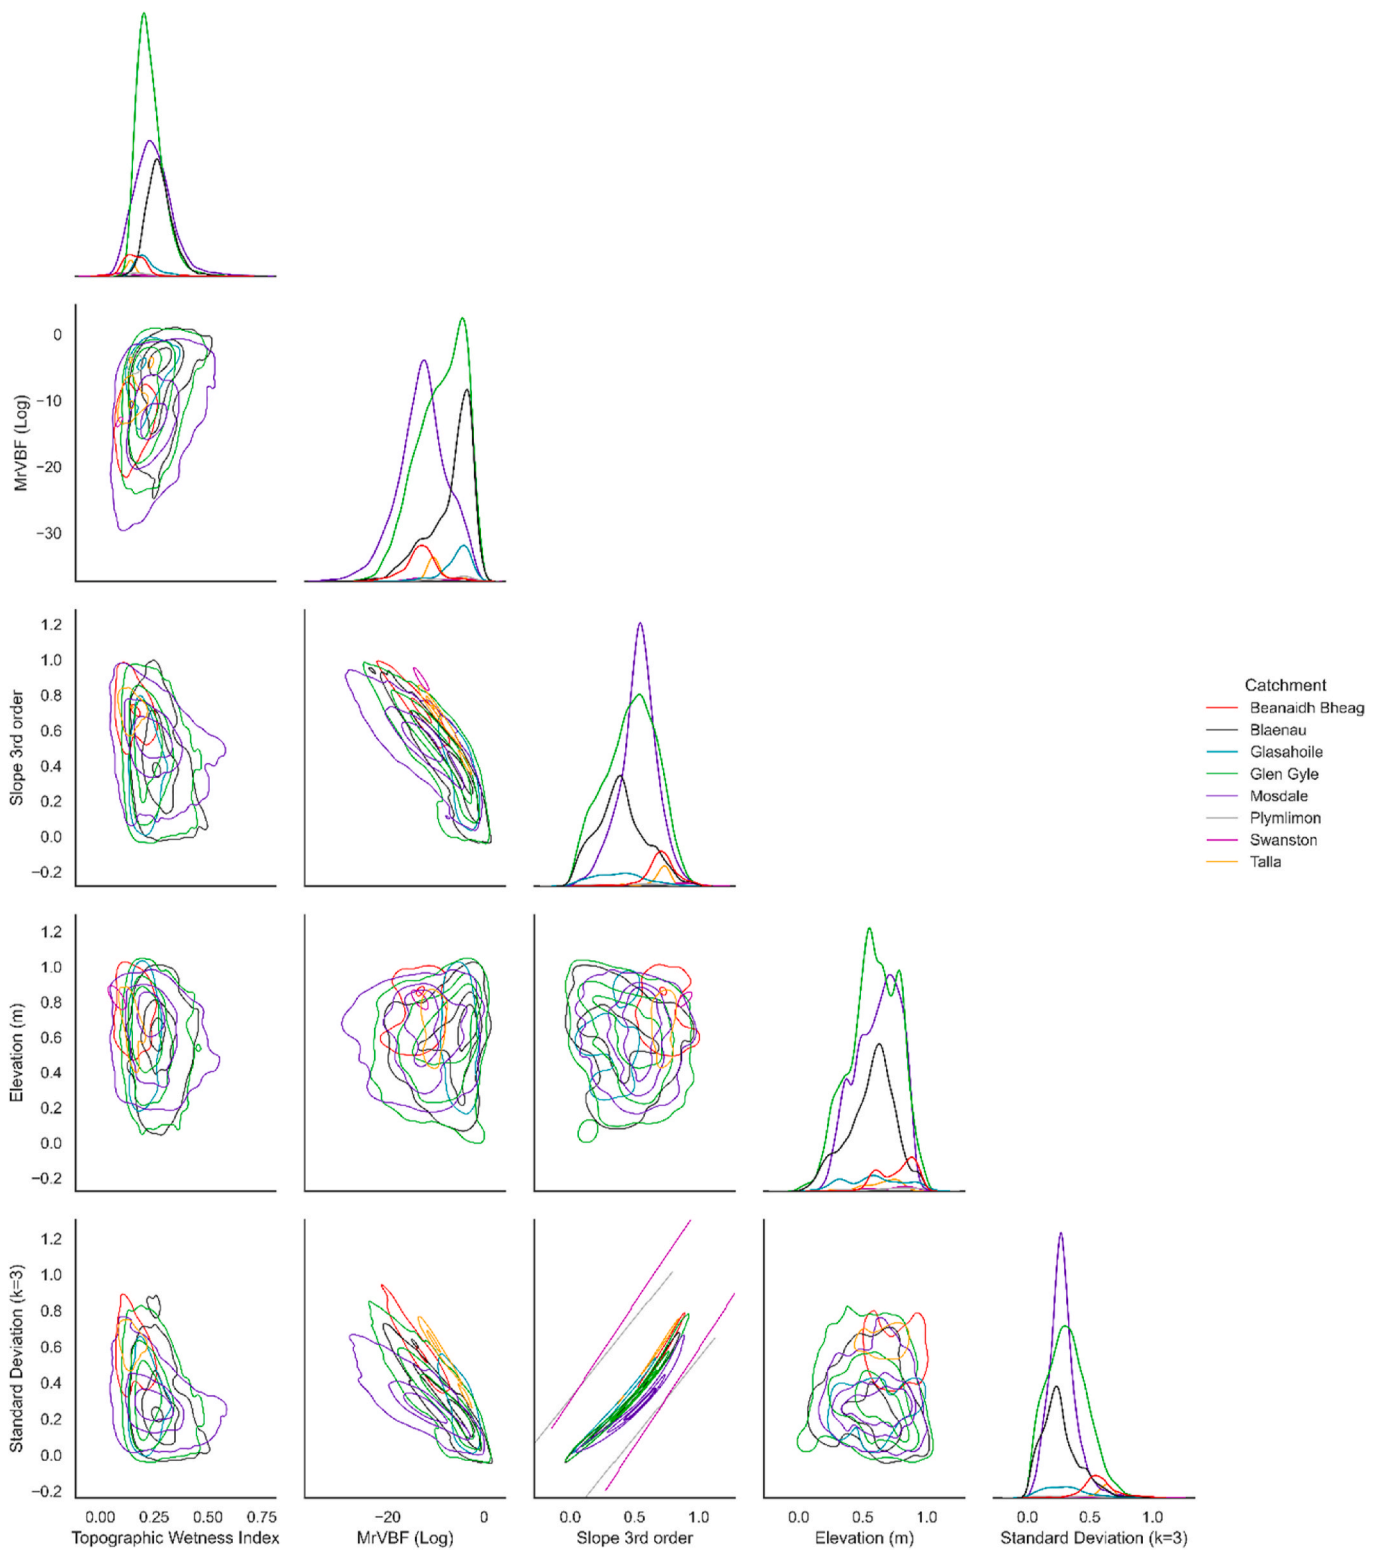 0
−10
−20
−30
MrVBF (Log)
1.2
1.0
0.8
0.6
0.4
0.2
0.0
−0.2
Slope 3rd order
Catchment
Beanaidh Bheag
Blaenau
Glasahoile
Glen Gyle
Mosdale
Plymlimon
Swanston
Talla
1.2
1.0
0.8
0.6
0.4
0.2
0.0
−0.2
Elevation (m)
1.2
1.0
0.8
0.6
0.4
0.2
0.0
−0.2
Standard Deviation (k=3)
0.00 0.25 0.50 0.75
Topographic Wetness Index
−20 0
MrVBF (Log)
0.0 0.5 1.0
Slope 3rd order
0.0 0.5 1.0
Elevation (m)
0.0 0.5 1.0
Standard Deviation (k=3)